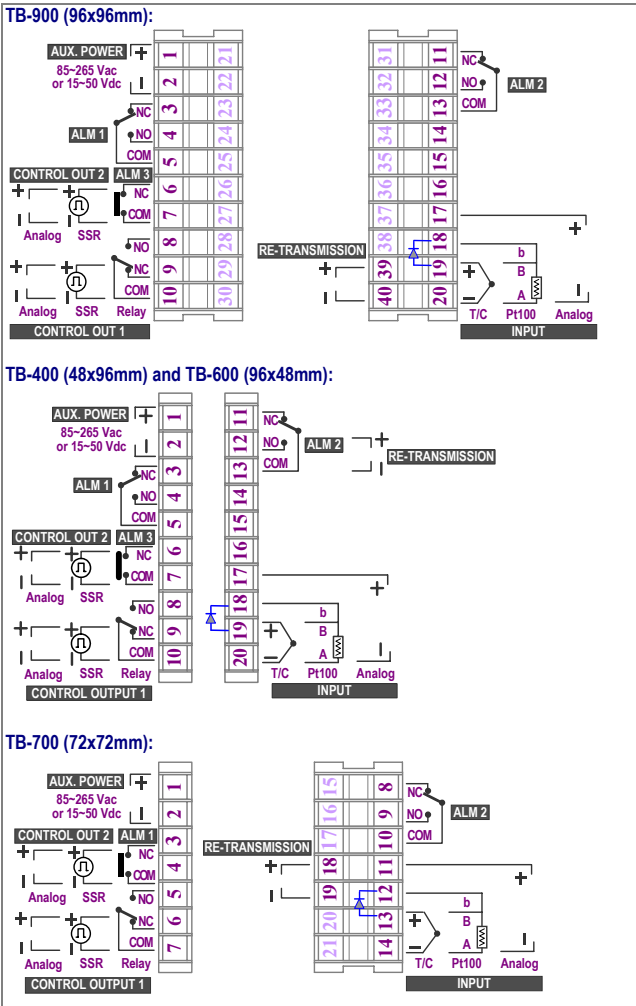 TB-900 (96x96mm):
AUX. POWER + 1 21 31 11 NC
85~265 Vac
or 15~50 Vdc 2 22 32 12 NO ALM 2
NC 3 23 33 13 COM
ALM 1 NO 4 24 34 14
COM 5 25 35 15
CONTROL OUT 2 ALM 3
+ + NC 6 26 36 16
COM 7 27 37 17 +
Analog SSR
NO 8 28 38 18 b
RE-TRANSMISSION
+ + NC 9 29 + 39 19 + B
COM 10 30 40 20 − A
Analog SSR Relay T/C Pt100 Analog
CONTROL OUT 1 INPUT
TB-400 (48x96mm) and TB-600 (96x48mm):
AUX. POWER + 1 11 NC
85~265 Vac
or 15~50 Vdc 2 12 NO ALM 2 +
RE-TRANSMISSION
NC 3 13 COM
ALM 1 NO 4 14
COM 5 15
CONTROL OUT 2 ALM 3
+ + NC 6 16
COM 7 17 +
Analog SSR
NO 8 18 b
+ + NC 9 19 + B
COM 10 20 − A
Analog SSR Relay T/C Pt100 Analog
CONTROL OUTPUT 1 INPUT
TB-700 (72x72mm):
AUX. POWER + 1 15 8 NC
85~265 Vac
or 15~50 Vdc 2 16 9 NO ALM 2
CONTROL OUT 2 ALM 1 3 17 10 COM
RE-TRANSMISSION
+ + NC
COM 4 + 18 11 +
Analog SSR NO 5 19 12 b
+ + NC 6 20 13 + B
COM 7 21 14 − A
Analog SSR Relay T/C Pt100 Analog
CONTROL OUTPUT 1 INPUT